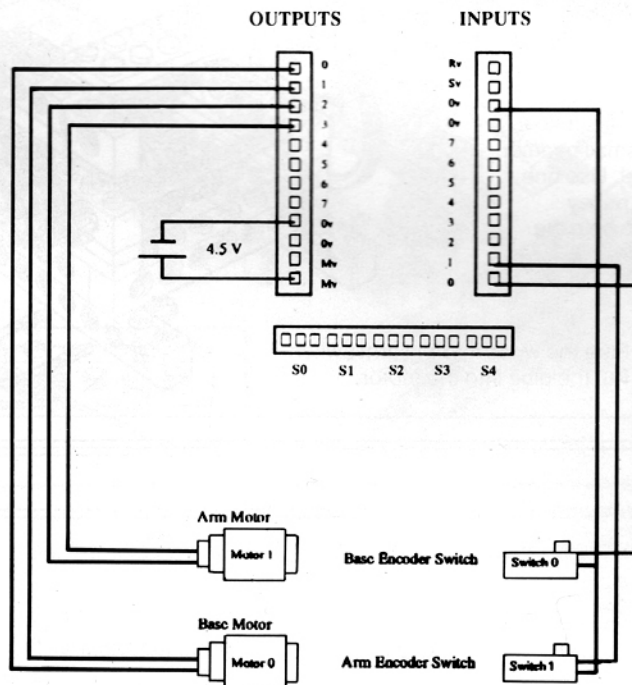 OUTPUTS INPUTS
0 Rv
1 5v
2 0v
3 0v
4 7
5 6
6 5
7 4
0v 3
4.5 V
0v 2
Mv 1
Mv 0
S0 S1 S2 S3 S4
Arm Motor
Motor 1 Base Encoder Switch Switch 0
Base Motor
Motor 0 Arm Encoder Switch Switch 1